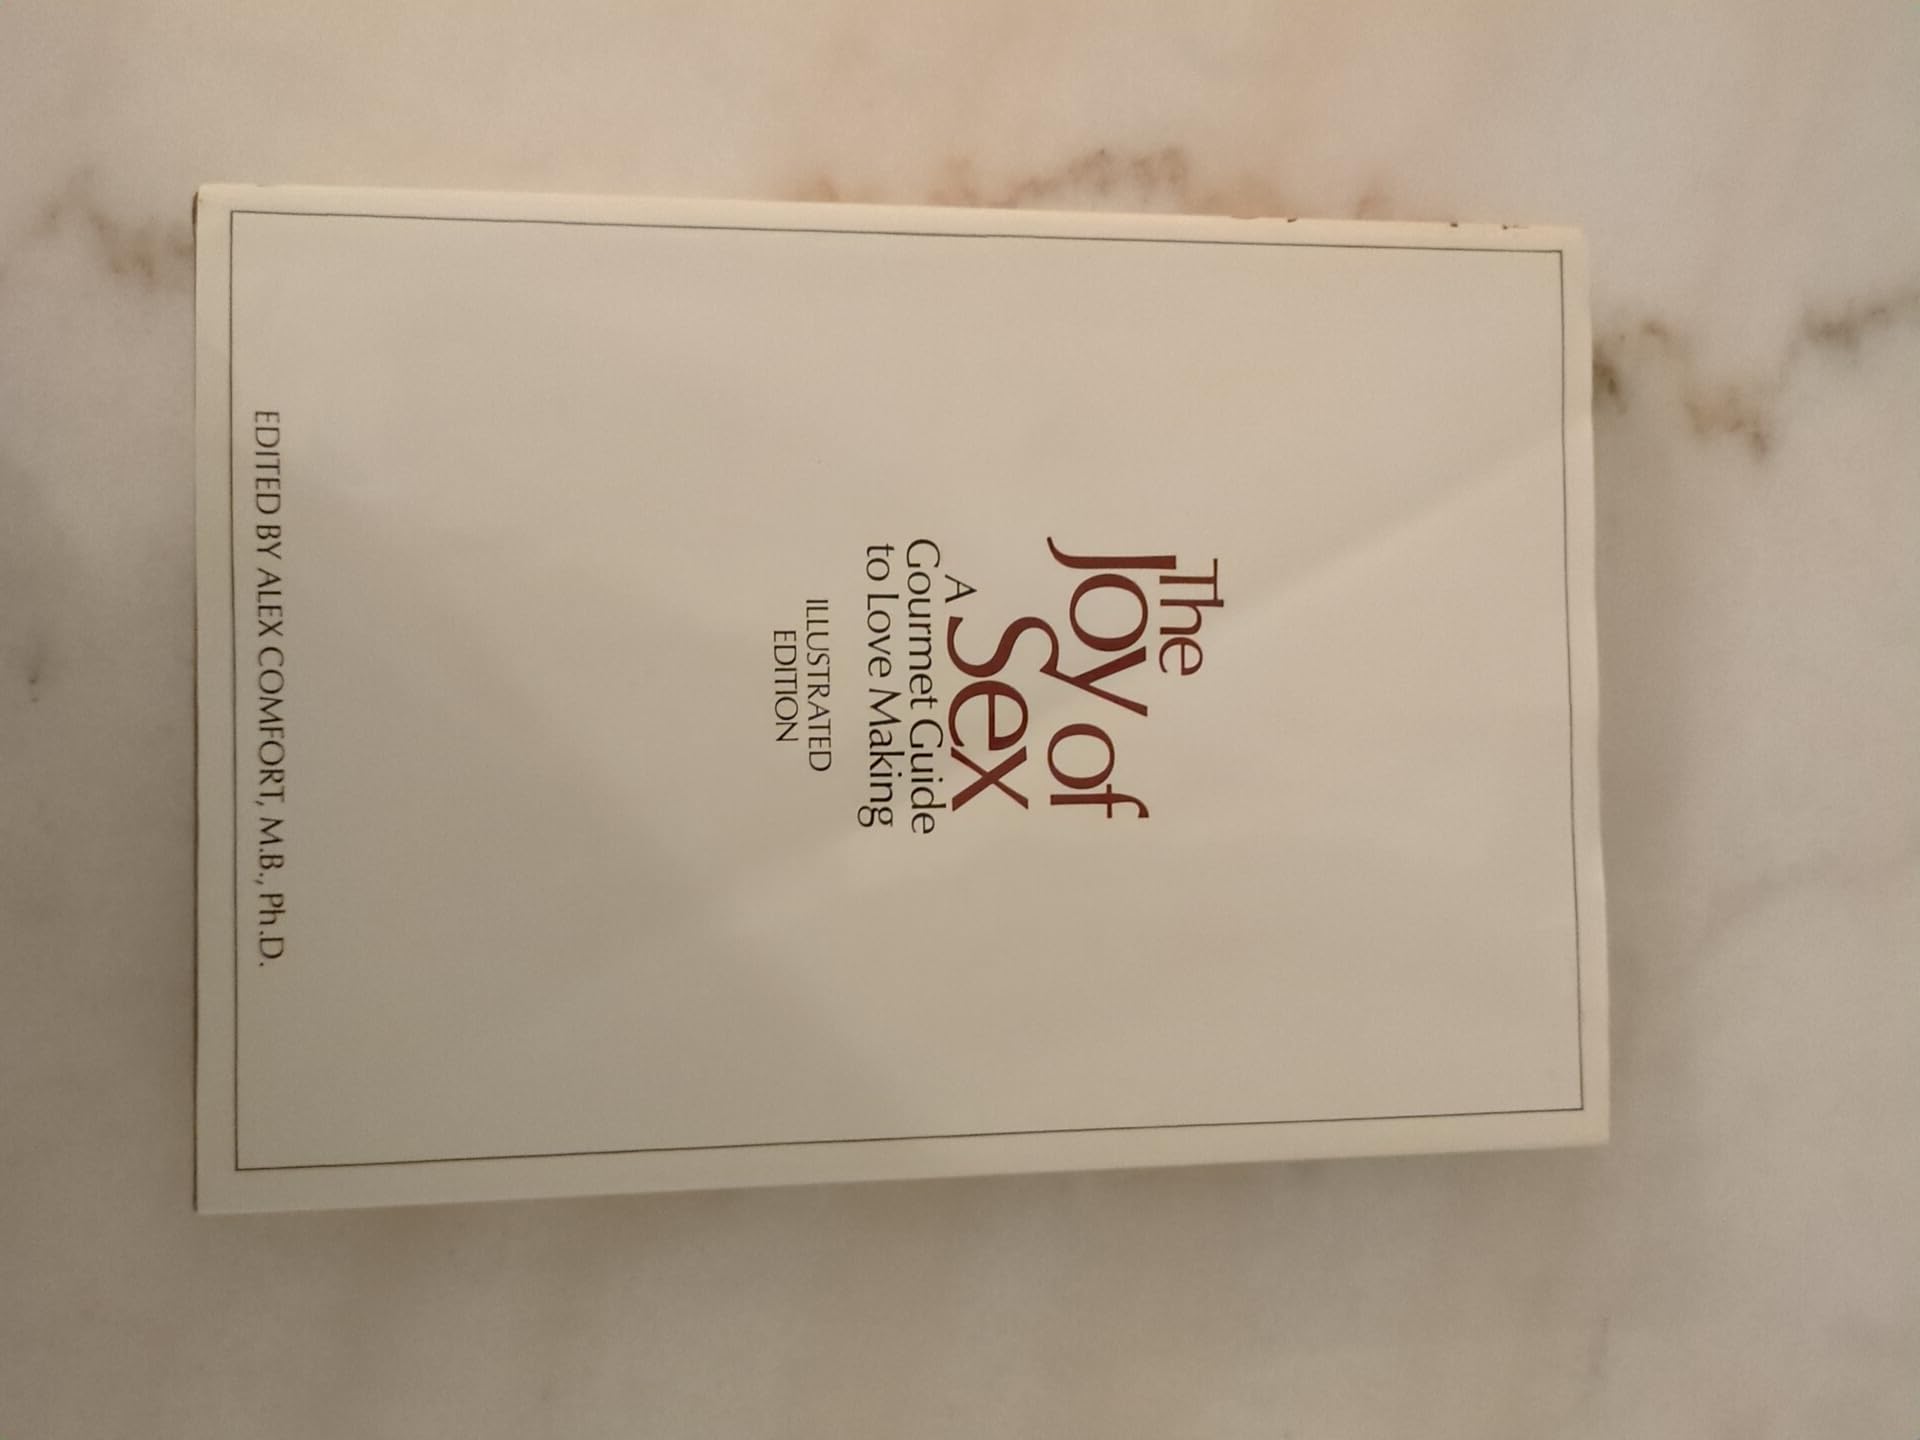 The
Joy of
Sex
A
Gourmet Guide
to Love Making
ILLUSTRATED
EDITION
EDITED BY ALEX COMFORT, M.B., Ph.D.